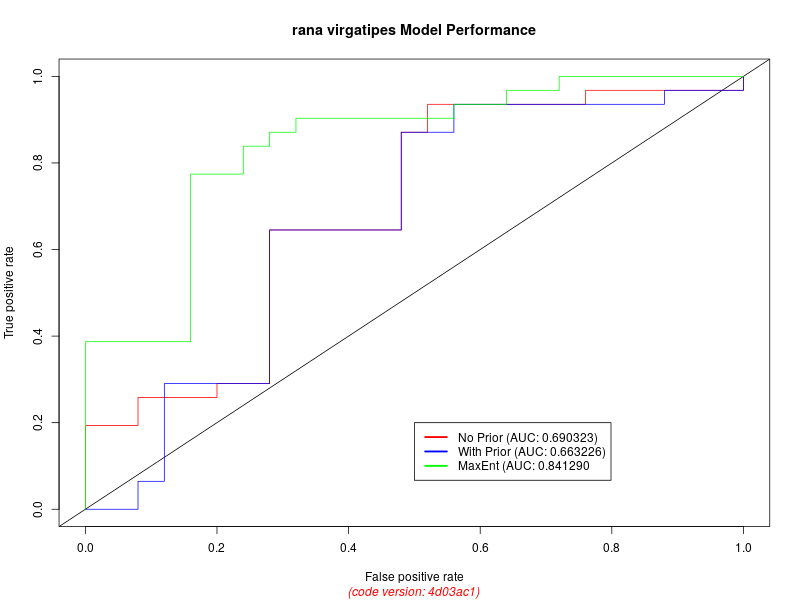 rana virgatipes Model Performance
True positive rate
1.0
0.8
0.6
0.4
0.2
0.0
No Prior (AUC: 0.690323)
With Prior (AUC: 0.663226)
MaxEnt (AUC: 0.841290
0.0 0.2 0.4 0.6 0.8 1.0
False positive rate
(code version: 4d03ac1)